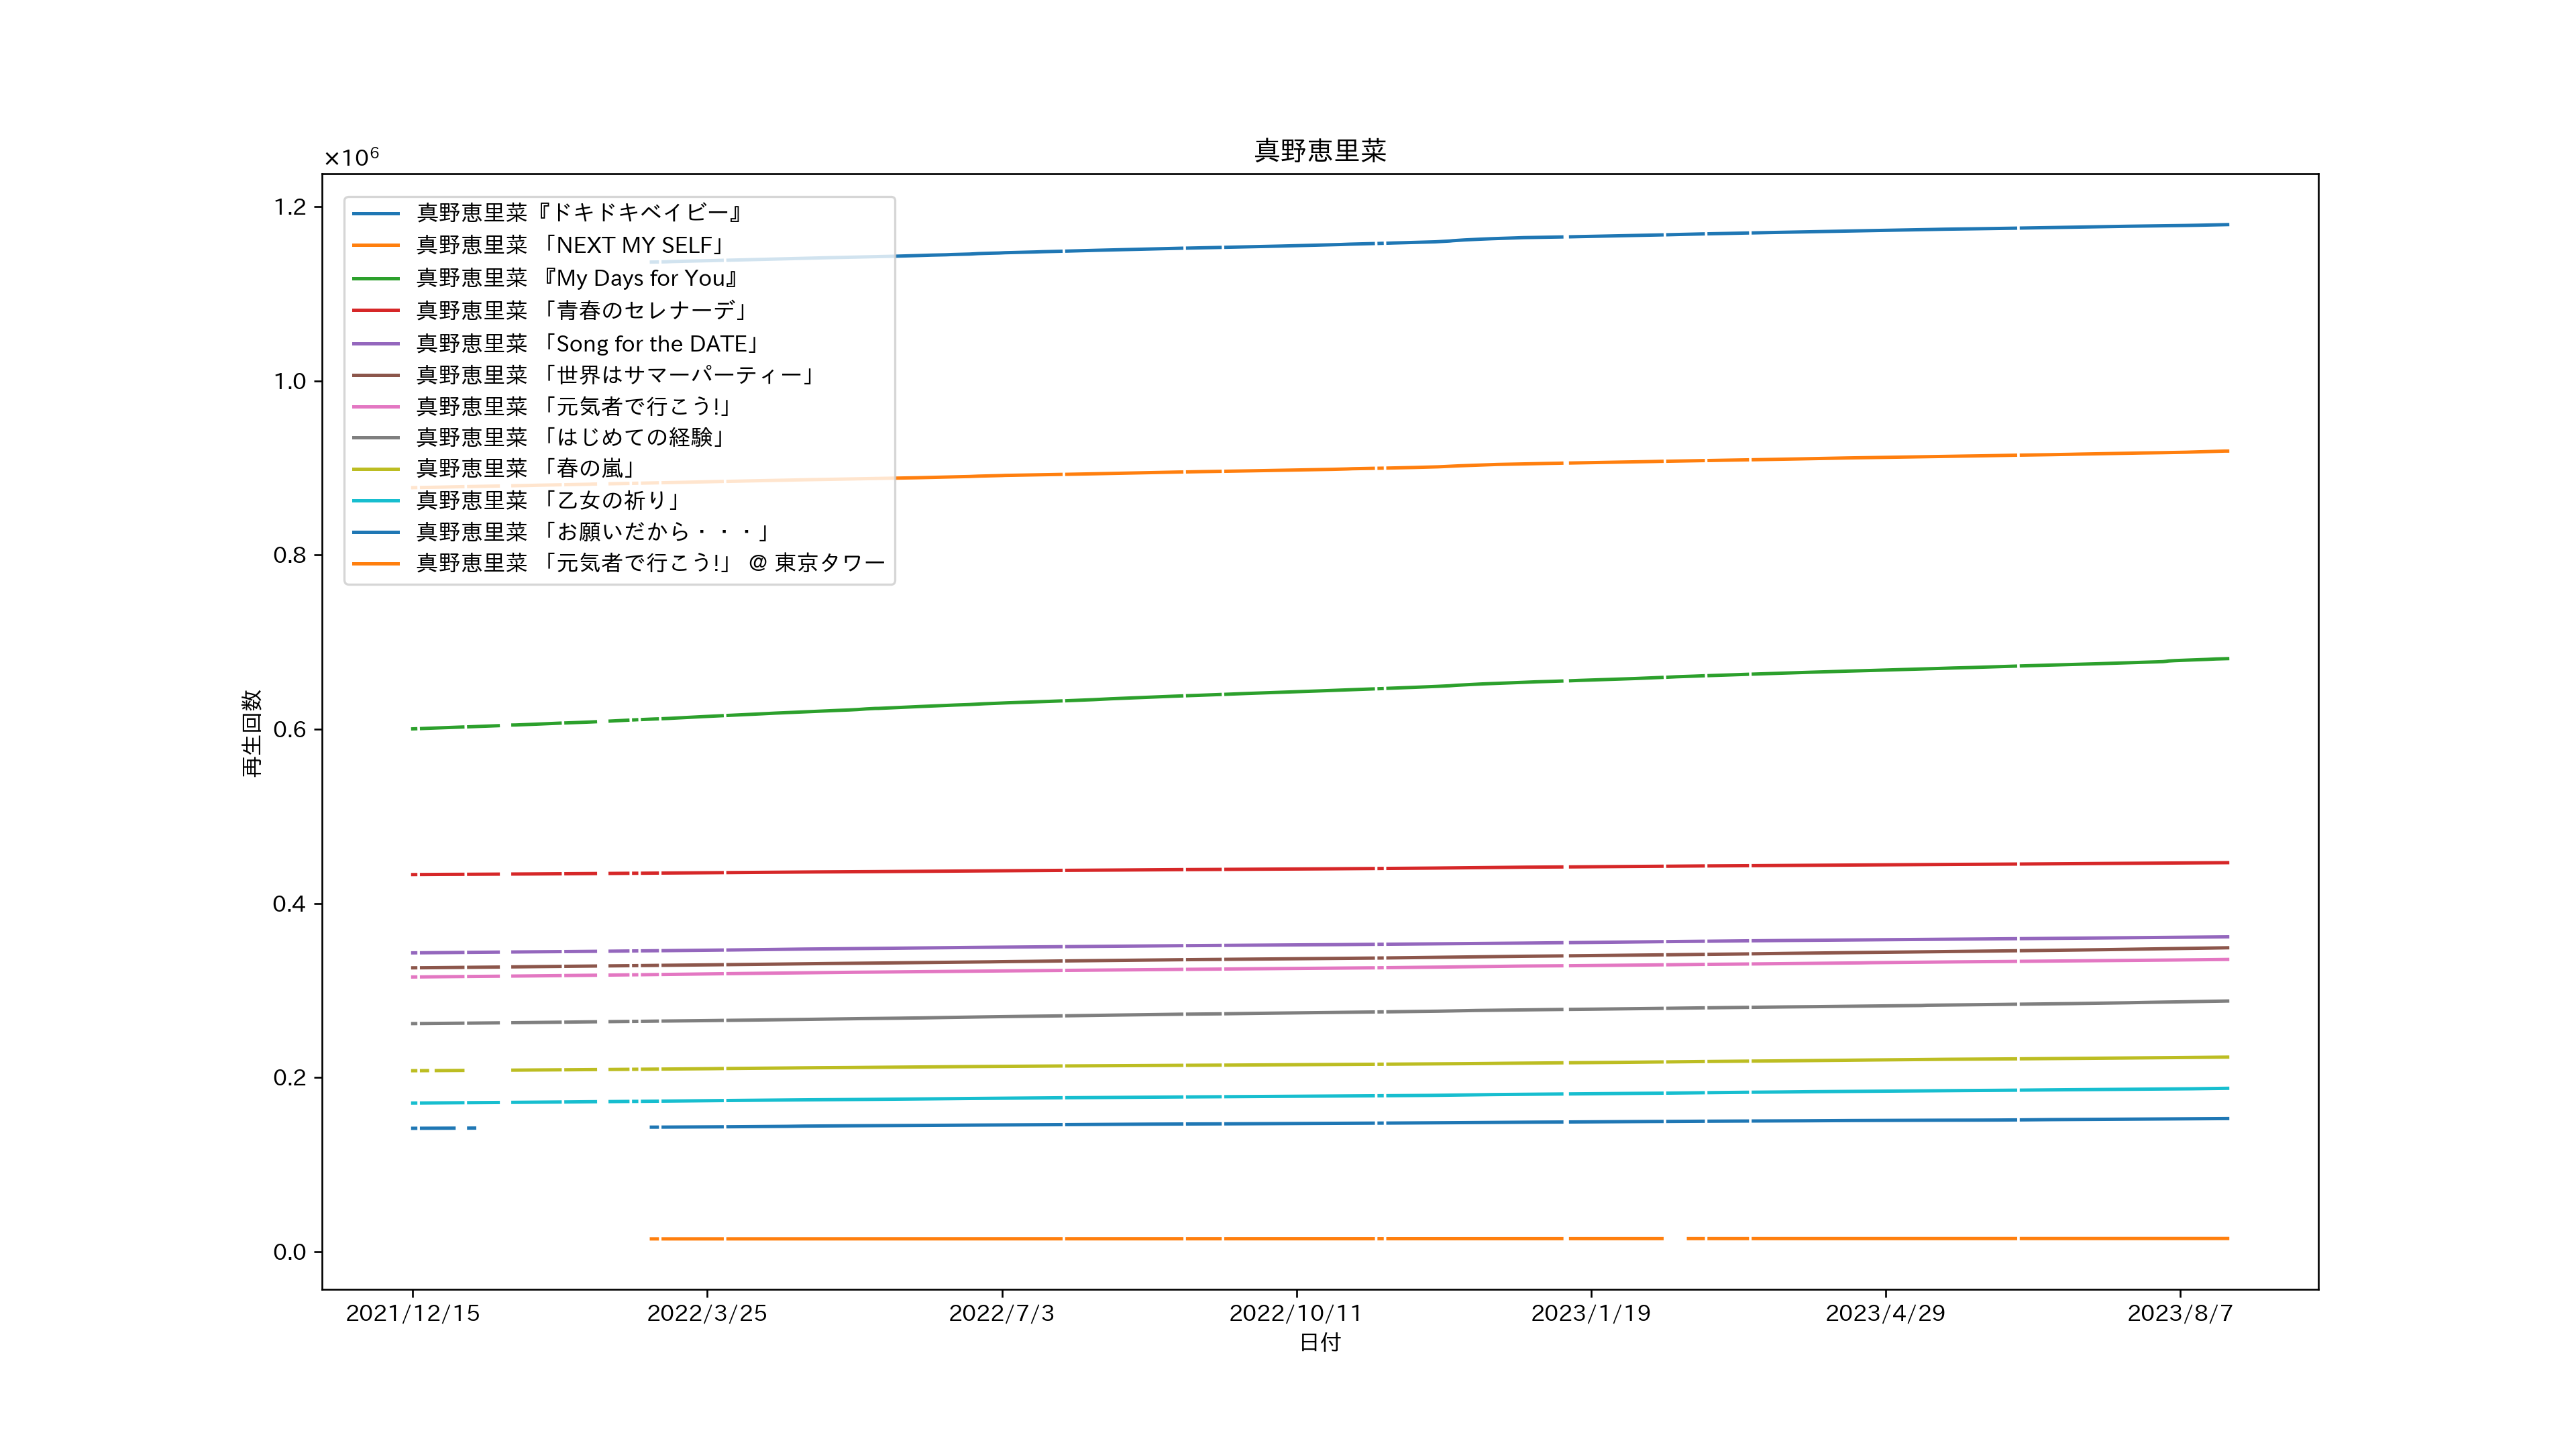 真野恵里菜
×10⁶
1.2
1.0
0.8
0.6
0.4
0.2
0.0
再生回数
真野恵里菜『ドキドキベイビー』
真野恵里菜 「NEXT MY SELF」
真野恵里菜 『My Days for You』
真野恵里菜 「青春のセレナーデ」
真野恵里菜 「Song for the DATE」
真野恵里菜 「世界はサマーパーティー」
真野恵里菜 「元気者で行こう!」
真野恵里菜 「はじめての経験」
真野恵里菜 「春の嵐」
真野恵里菜 「乙女の祈り」
真野恵里菜 「お願いだから・・・」
真野恵里菜 「元気者で行こう!」 @ 東京タワー
2021/12/15 2022/3/25 2022/7/3 2022/10/11 2023/1/19 2023/4/29 2023/8/7
日付